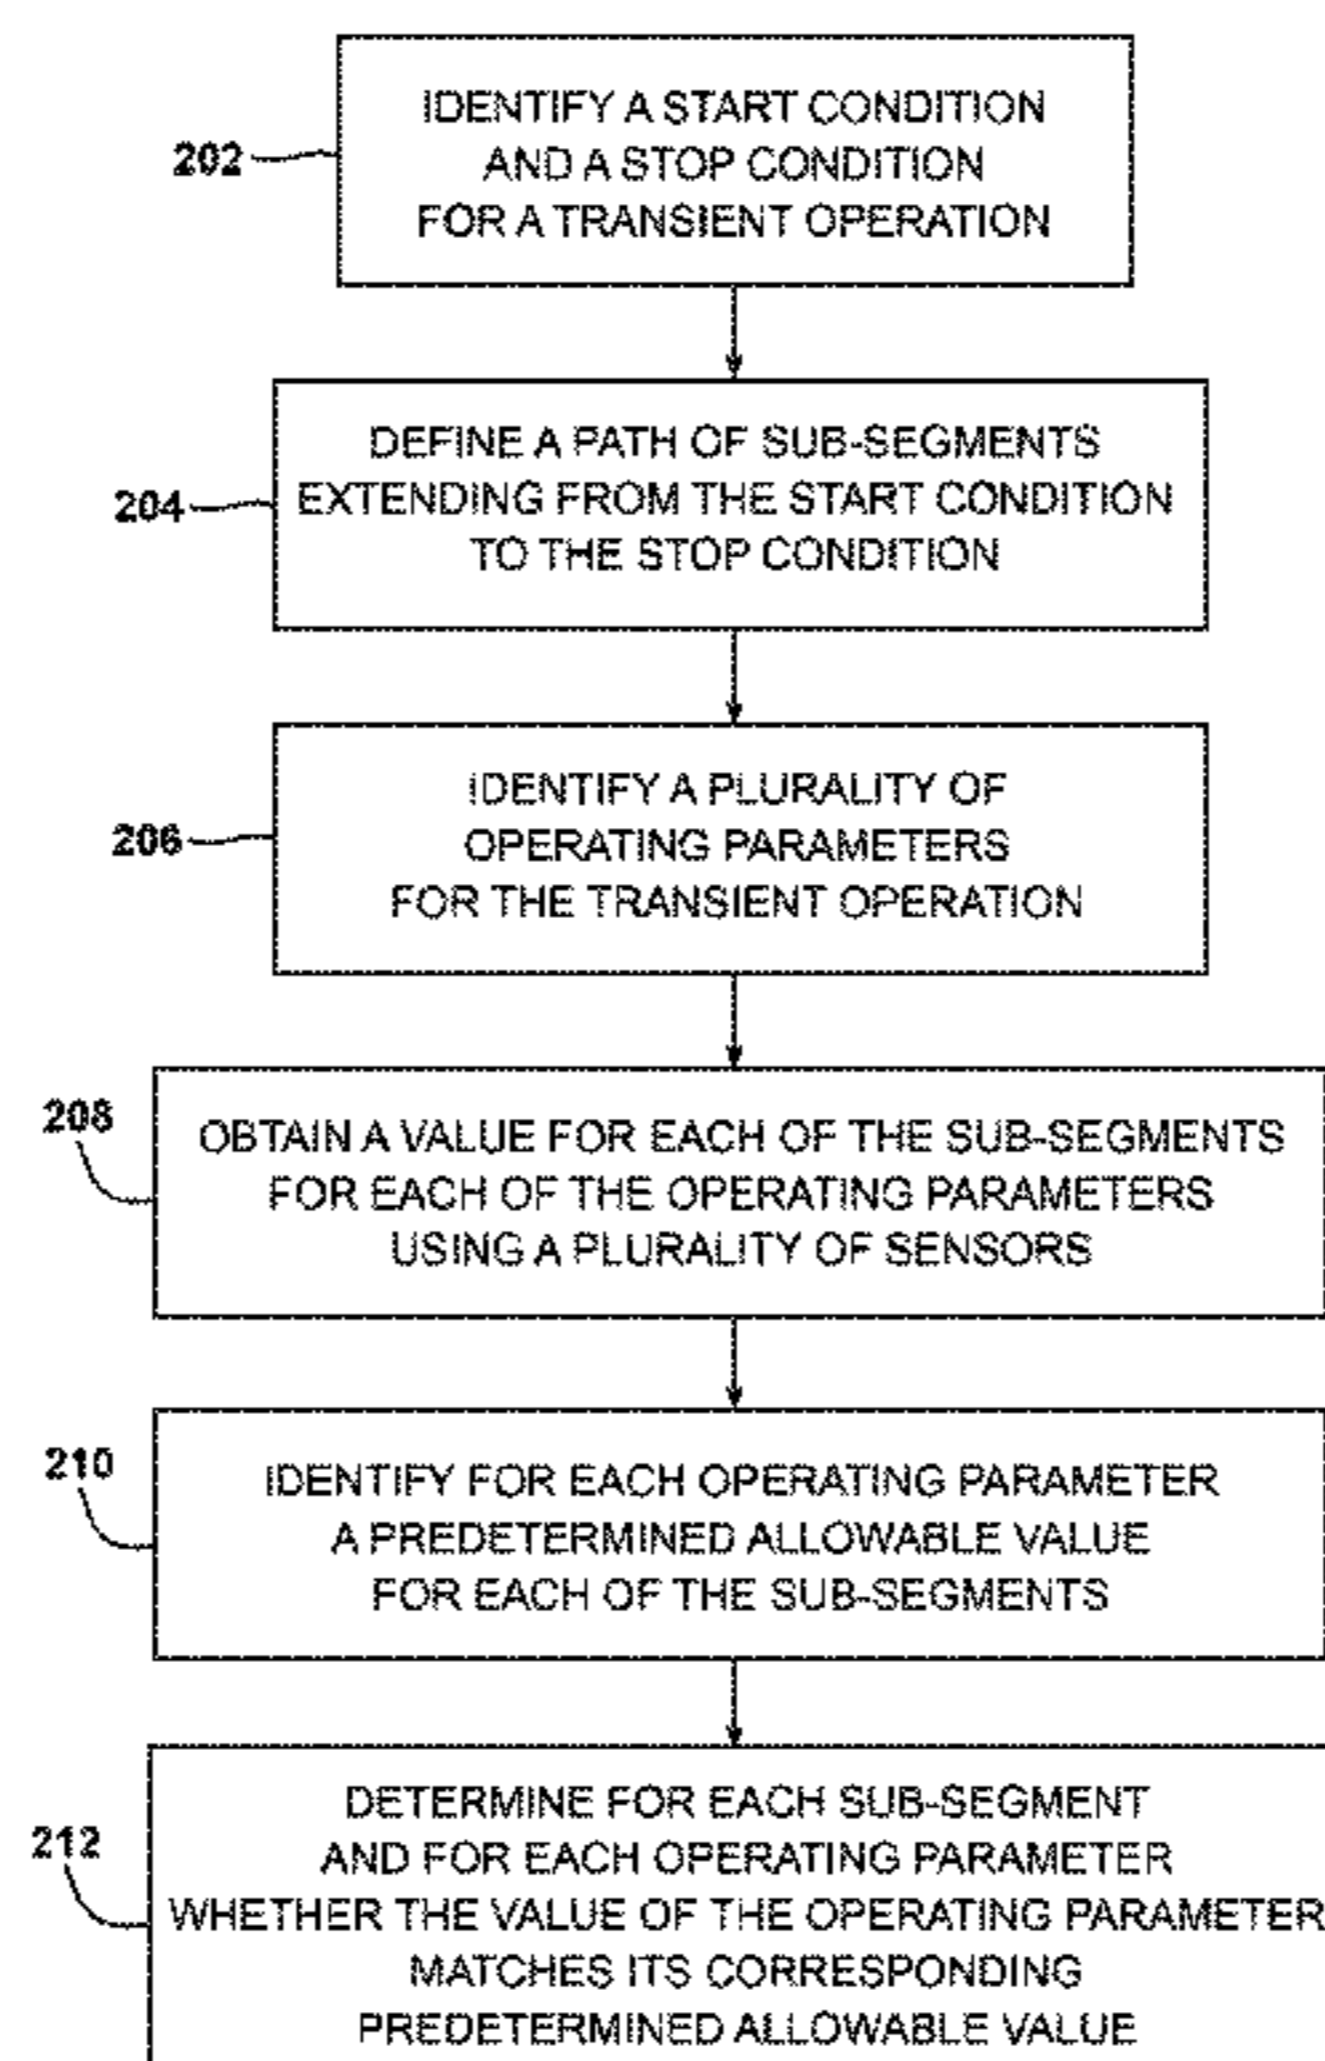 IDENTIFY A START CONDITION
202
AND A STOP CONDITION
FOR A TRANSIENT OPERATION
DEFINE A PATH OF SUB-SEGMENTS
204
EXTENDING FROM THE START CONDITION
TO THE STOP CONDITION
IDENTIFY A PLURALITY OF
206
OPERATING PARAMETERS
FOR THE TRANSIENT OPERATION
208
OBTAIN A VALUE FOR EACH OF THE SUB-SEGMENTS
FOR EACH OF THE OPERATING PARAMETERS
USING A PLURALITY OF SENSORS
210
IDENTIFY FOR EACH OPERATING PARAMETER
A PREDETERMINED ALLOWABLE VALUE
FOR EACH OF THE SUB-SEGMENTS
DETERMINE FOR EACH SUB-SEGMENT
212
AND FOR EACH OPERATING PARAMETER
WHETHER THE VALUE OF THE OPERATING PARAMETER
MATCHES ITS CORRESPONDING
PREDETERMINED ALLOWABLE VALUE